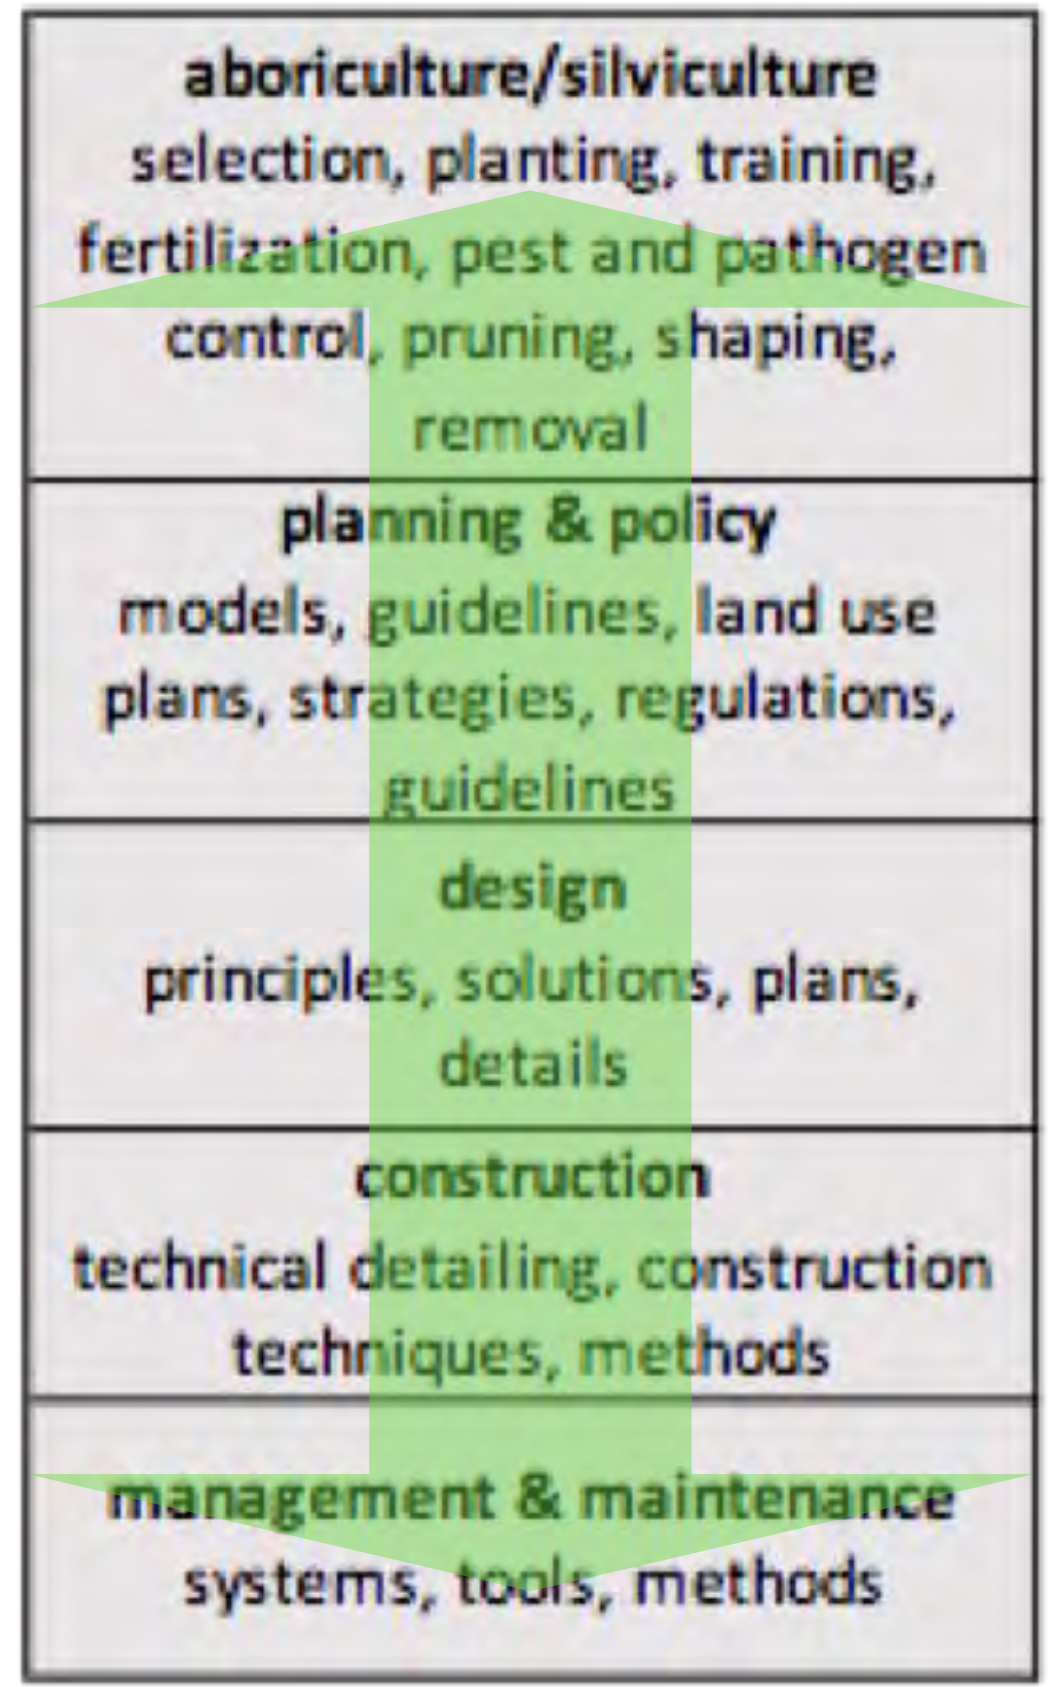 aboriculture/silviculture
selection, planting, training,
fertilization, pest and pathogen
control, pruning, shaping,
removal
planning & policy
models, guidelines, land use
plans, strategies, regulations,
guidelines
design
principles, solutions, plans,
details
construction
technical detailing, construction
techniques, methods
management & maintenance
systems, tools, methods